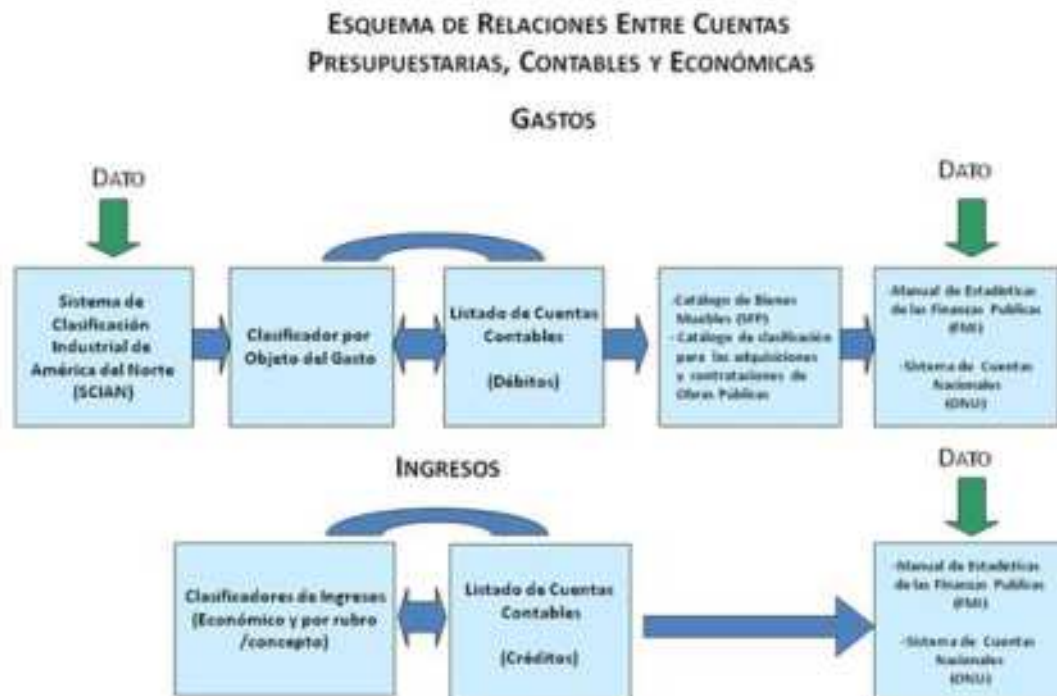 ESQUEMA DE RELACIONES ENTRE CUENTAS
PRESUPUESTARIAS, CONTABLES Y ECONÓMICAS
GASTOS
DATO
DATO
Sistema de
Clasificación
Industrial de
América del Norte
(SCIAN)
Clasificador por
Objeto del Gasto
Listado de Cuentas
Contables
(Débitos)
-Catálogo de Bienes
Muebles (SFP)
- Catálogo de clasificación
para las adquisiciones
y contrataciones de
Obras Públicas
-Manual de Estadísticas
de las Finanzas Publicas
(FMI)
-Sistema de Cuentas
Nacionales
(ONU)
INGRESOS
DATO
Clasificadores de Ingresos
(Económico y por rubro
/concepto)
Listado de Cuentas
Contables
(Créditos)
-Manual de Estadísticas
de las Finanzas Publicas
(FMI)
-Sistema de Cuentas
Nacionales
(ONU)